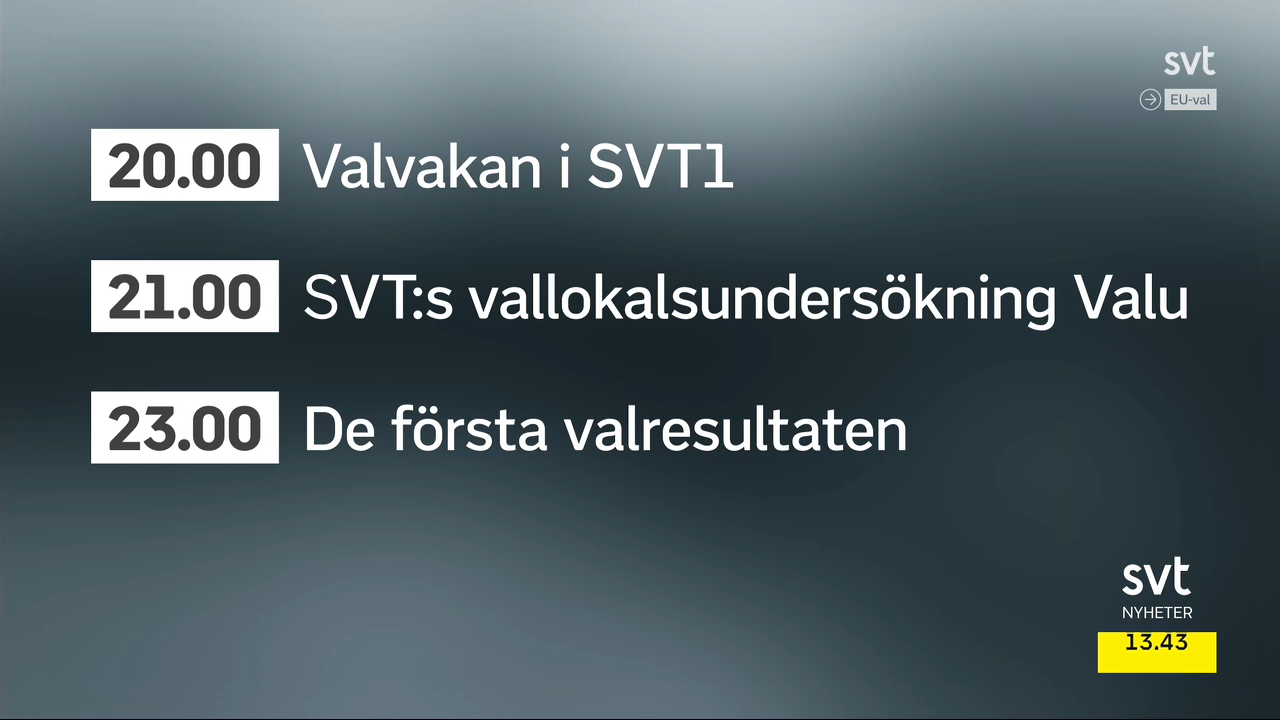 svt
EU-val
20.00 Valvakan i SVT1
21.00 SVT:s vallokalsundersökning Valu
23.00 De första valresultaten
svt
NYHETER
13.43